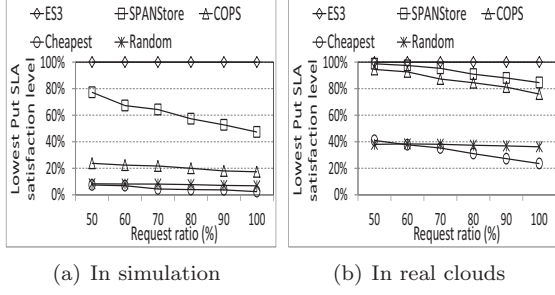 ES3 SPANStore COPS
Cheapest Random
Lowest Put SLA
satisfaction level
100%
80%
60%
40%
20%
0%
50 60 70 80 90 100
Request ratio (%)
(a) In simulation
ES3 SPANStore COPS
Cheapest Random
Lowest Put SLA
satisfaction level
100%
80%
60%
40%
20%
0%
50 60 70 80 90 100
Request ratio (%)
(b) In real clouds